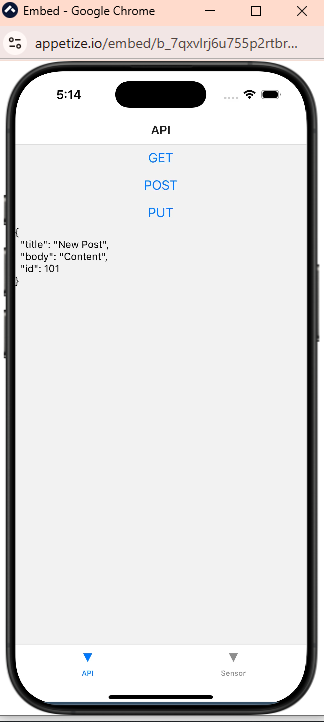 Embed - Google Chrome
appetize.io/embed/b_7qxvlrj6u755p2rtbr...
5:14
API
GET
POST
PUT
{
"title": "New Post",
"body": "Content",
"id": 101
}
API Sensor